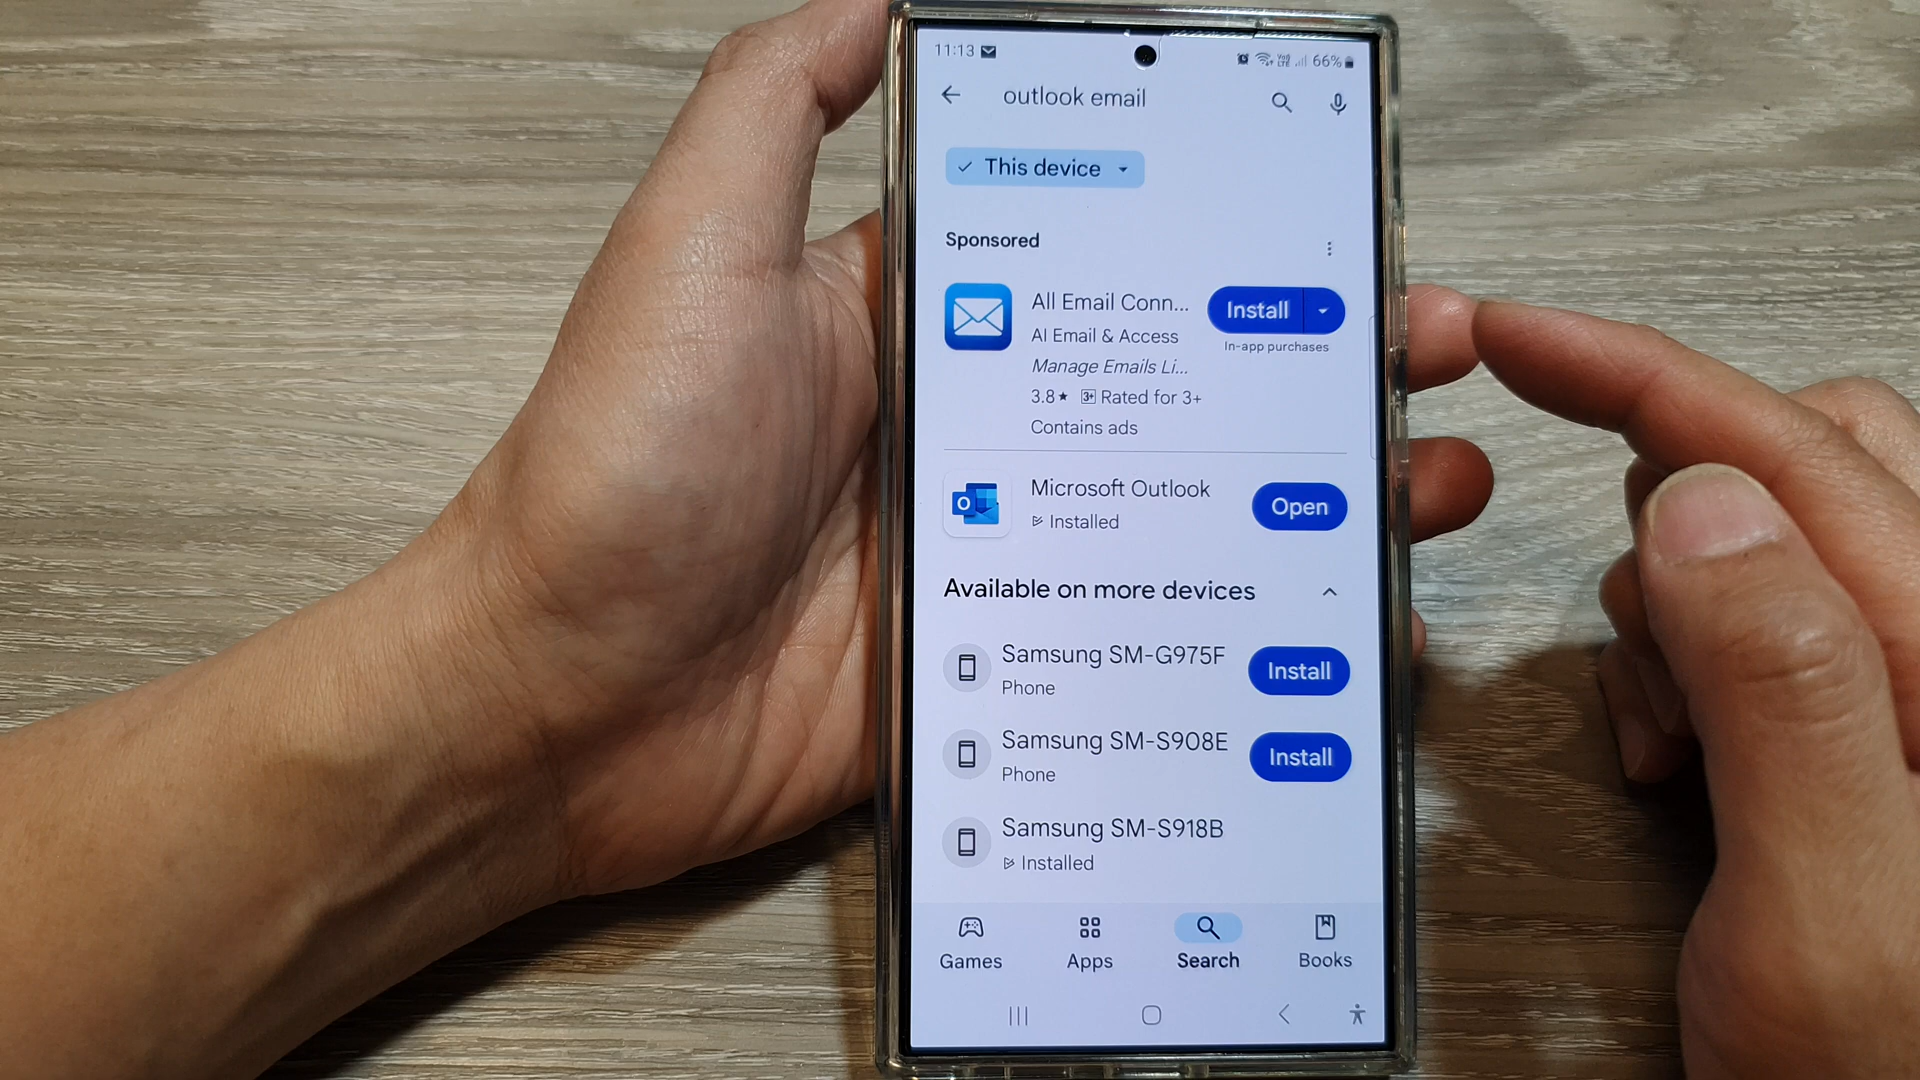 11:13
66%
outlook email
This device
Sponsored
All Email Conn...
Install
AI Email & Access
In-app purchases
Manage Emails Li...
3.8★ 3+ Rated for 3+
Contains ads
Microsoft Outlook
Installed
Open
Available on more devices
Samsung SM-G975F
Phone
Install
Samsung SM-S908E
Phone
Install
Samsung SM-S918B
Installed
Games
Apps
Search
Books